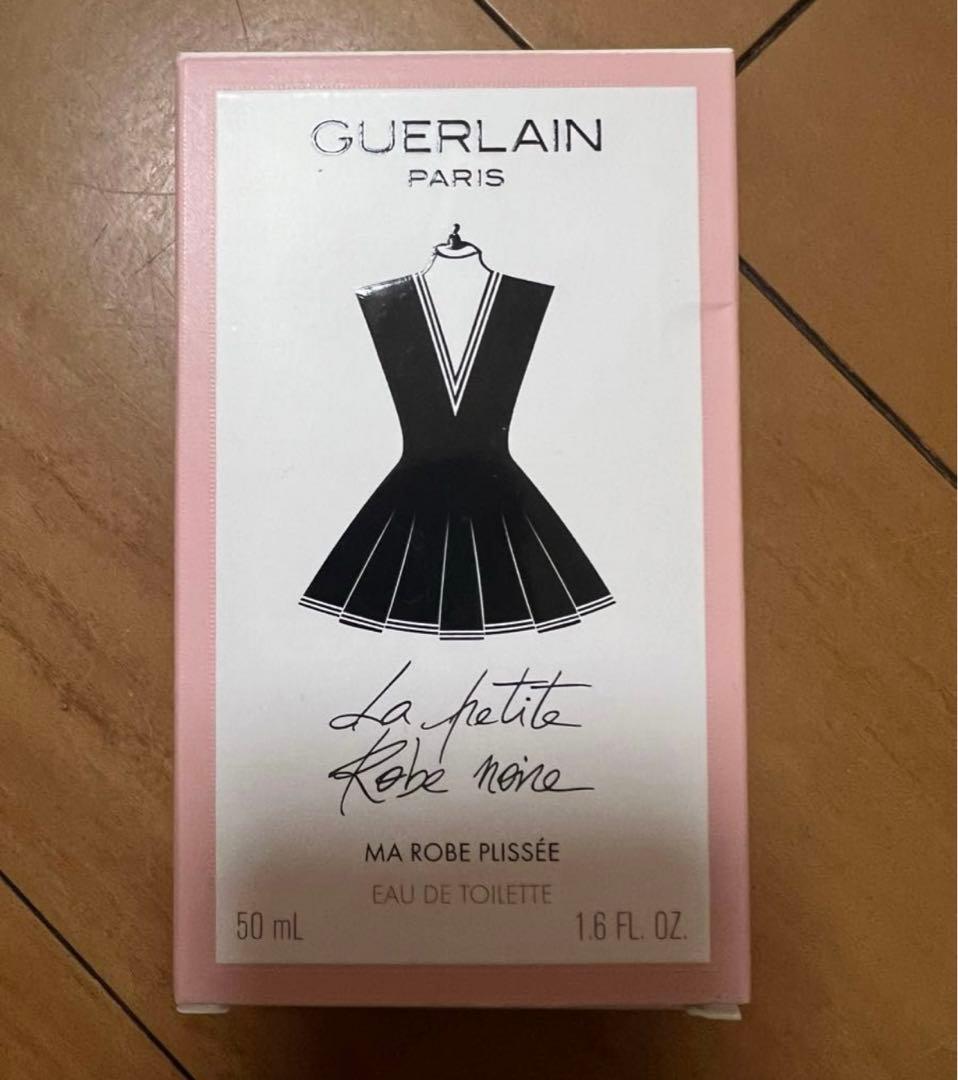 GUERLAIN
PARIS
La petite
Robe noire
MA ROBE PLISSÉE
EAU DE TOILETTE
50 mL 1.6 FL. OZ.